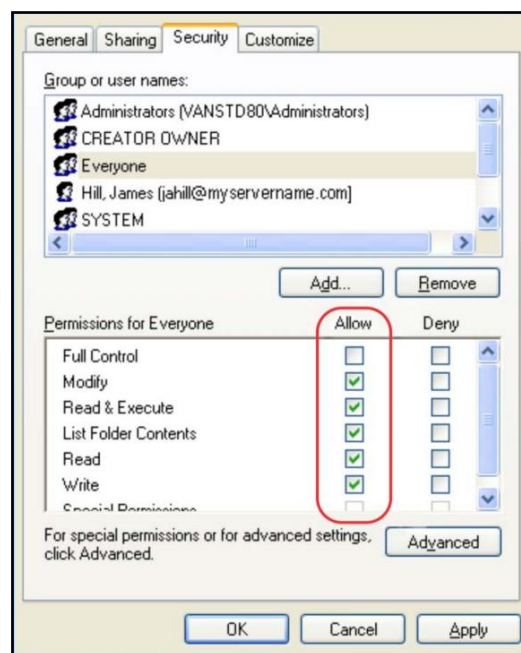 General Sharing Security Customize
Group or user names:
Administrators (VANSTD80\Administrators)
CREATOR OWNER
Everyone
Hill, James (jahill@myservername.com]
SYSTEM
Add... Remove
Permissions for Everyone Allow Deny
Full Control
Modify
Read & Execute
List Folder Contents
Read
Write
Special Permissions
For special permissions or for advanced settings, Advanced
click Advanced.
OK Cancel Apply